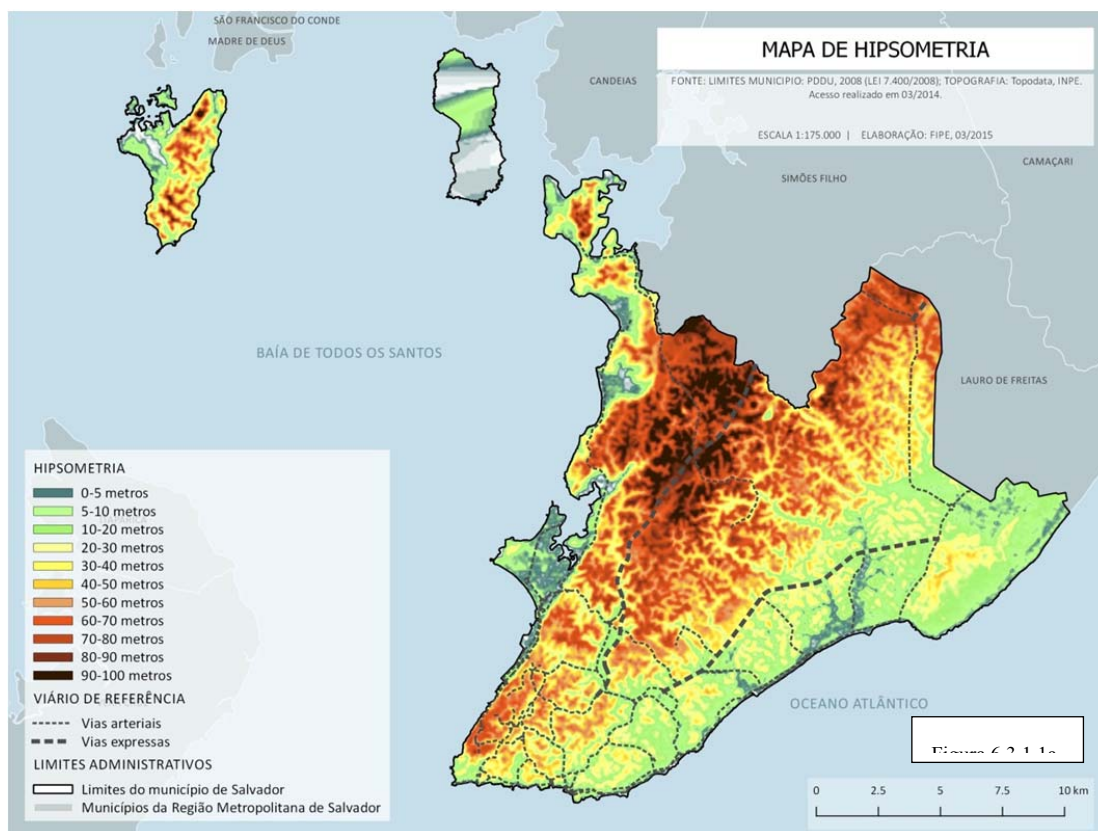 SÃO FRANCISCO DO CONDE
MADRE DE DEUS
CANDEIAS
MAPA DE HIPSOMETRIA
FONTE: LIMITES MUNICIPIO: PDDU, 2008 (LEI 7.400/2008); TOPOGRAFIA: Topodata, INPE.
Acesso realizado em 03/2014.
ESCALA 1:175.000 | ELABORAÇÃO: FIPE, 03/2015
CAMAÇARI
SIMÕES FILHO
BAÍA DE TODOS OS SANTOS
LAURO DE FREITAS
HIPSOMETRIA
0-5 metros
5-10 metros
10-20 metros
20-30 metros
30-40 metros
40-50 metros
50-60 metros
60-70 metros
70-80 metros
80-90 metros
90-100 metros
VIÁRIO DE REFERÊNCIA
Vias arteriais
Vias expressas
LIMITES ADMINISTRATIVOS
Limites do município de Salvador
Municípios da Região Metropolitana de Salvador
OCEANO ATLÂNTICO
Figura 6.3.1.1a
0 2.5 5 7.5 10 km